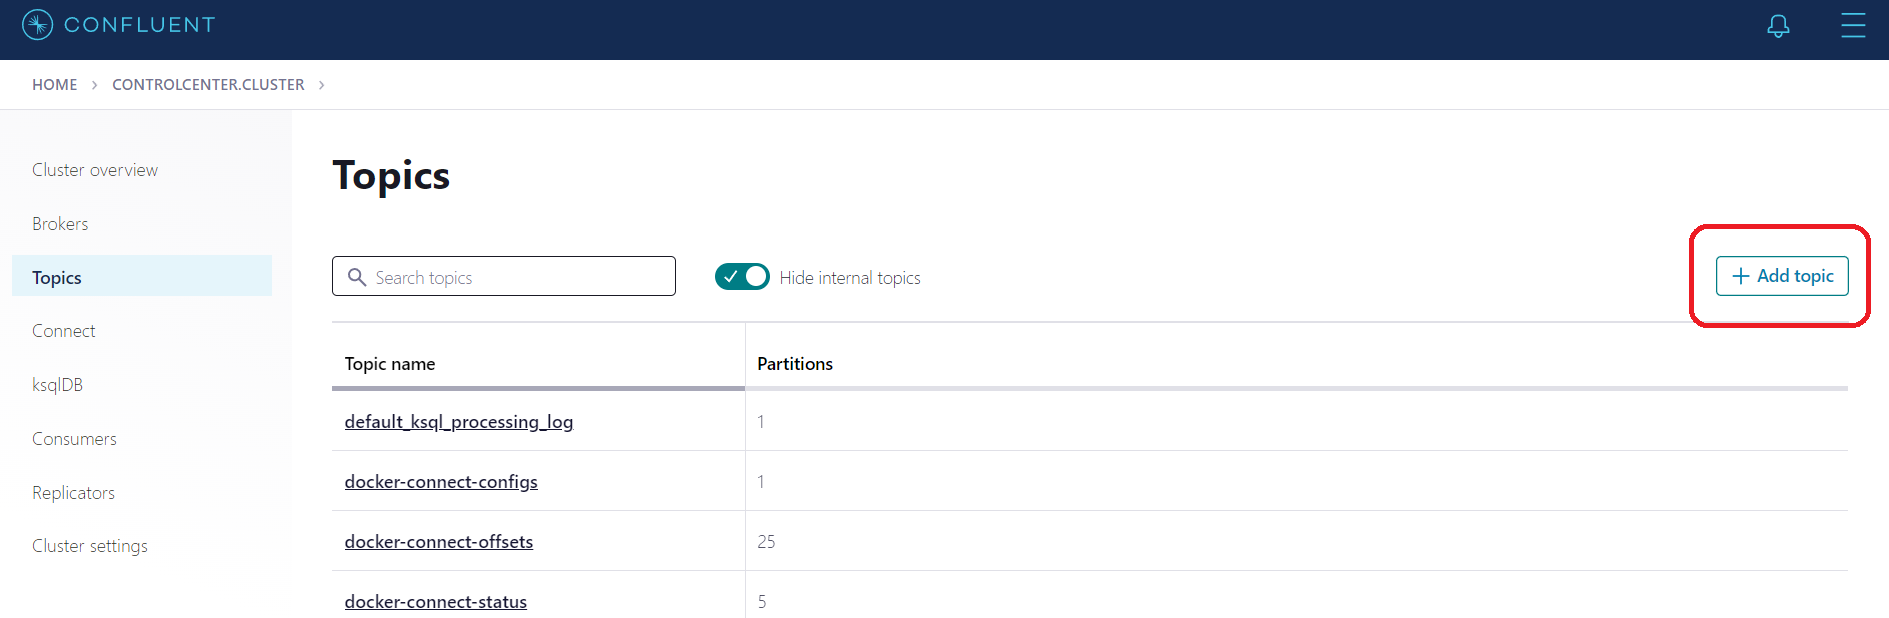 CONFLUENT
HOME > CONTROLCENTER.CLUSTER >
Cluster overview
Brokers
Topics
Connect
ksqlDB
Consumers
Replicators
Cluster settings
Topics
Search topics
Hide internal topics
+ Add topic
Topic name Partitions
default_ksql_processing_log 1
docker-connect-configs 1
docker-connect-offsets 25
docker-connect-status 5